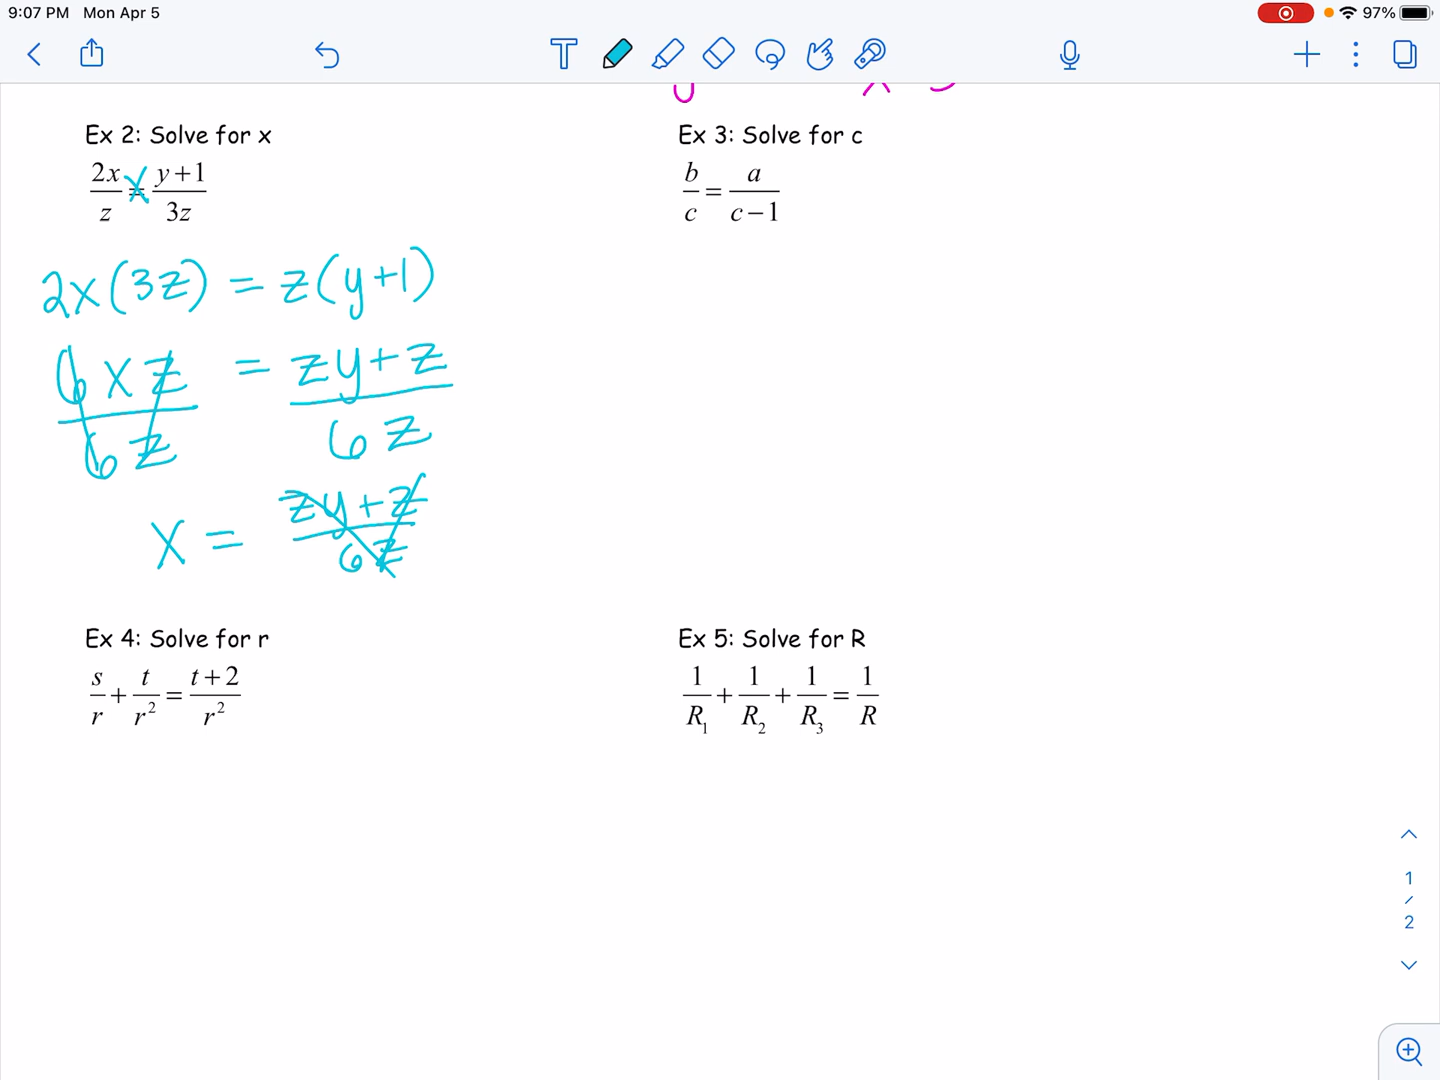 9:07 PM Mon Apr 5
97%
Ex 2: Solve for x
2x/z = (y+1)/3z
2x(3z) = z(y+1)
6xz/6z = (zy+z)/6z
x = (zy+z)/6z
Ex 3: Solve for c
b/c = a/(c−1)
Ex 4: Solve for r
s/r + t/r² = (t+2)/r²
Ex 5: Solve for R
1/R₁ + 1/R₂ + 1/R₃ = 1/R
1
/
2